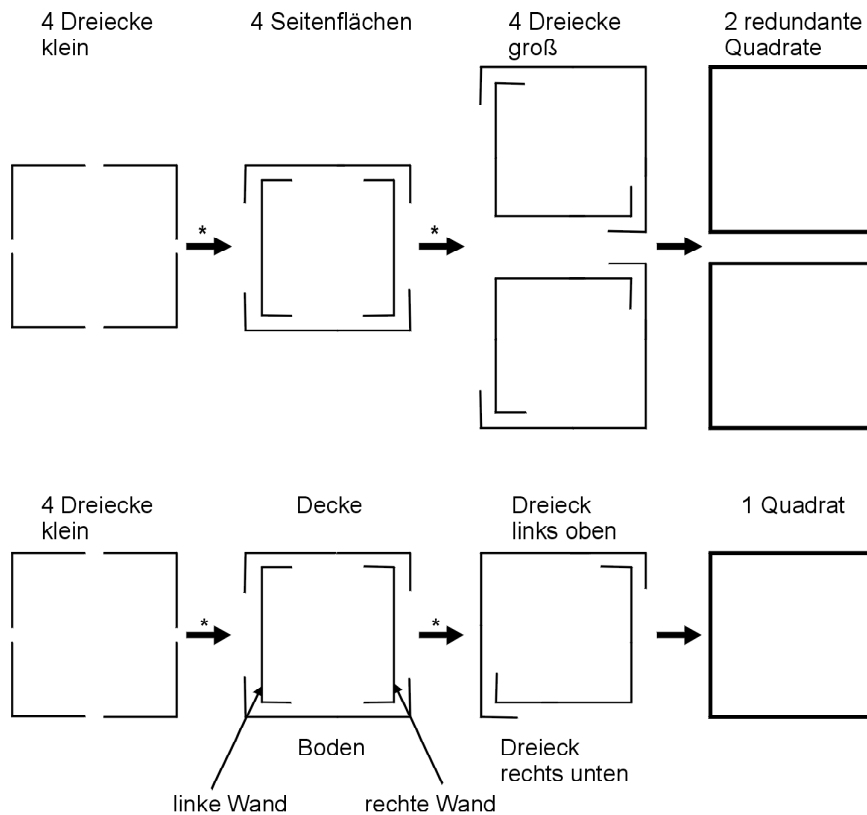 4 Dreiecke
klein
4 Seitenflächen
4 Dreiecke
groß
2 redundante
Quadrate
*
*
4 Dreiecke
klein
Decke
Dreieck
links oben
1 Quadrat
*
*
Boden
Dreieck
rechts unten
linke Wand
rechte Wand